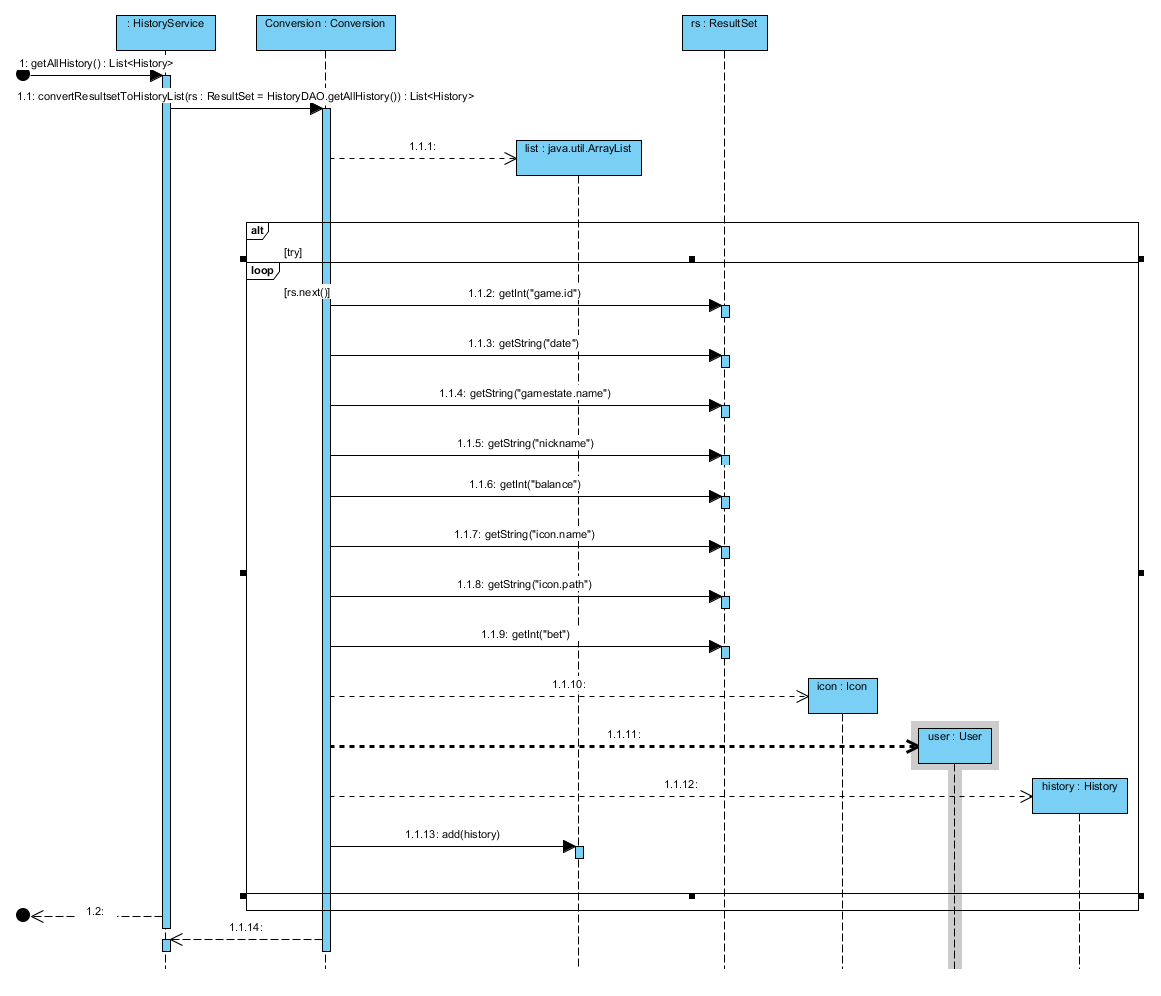 : HistoryService
Conversion : Conversion
rs : ResultSet
1: getAllHistory() : List<History>
1.1: convertResultsetToHistoryList(rs : ResultSet = HistoryDAO.getAllHistory()) : List<History>
1.1.1:
list : java.util.ArrayList
alt
[try]
loop
[rs.next()]
1.1.2: getInt("game.id")
1.1.3: getString("date")
1.1.4: getString("gamestate.name")
1.1.5: getString("nickname")
1.1.6: getInt("balance")
1.1.7: getString("icon.name")
1.1.8: getString("icon.path")
1.1.9: getInt("bet")
1.1.10:
icon : Icon
1.1.11:
user : User
1.1.12:
history : History
1.1.13: add(history)
1.2:
1.1.14: